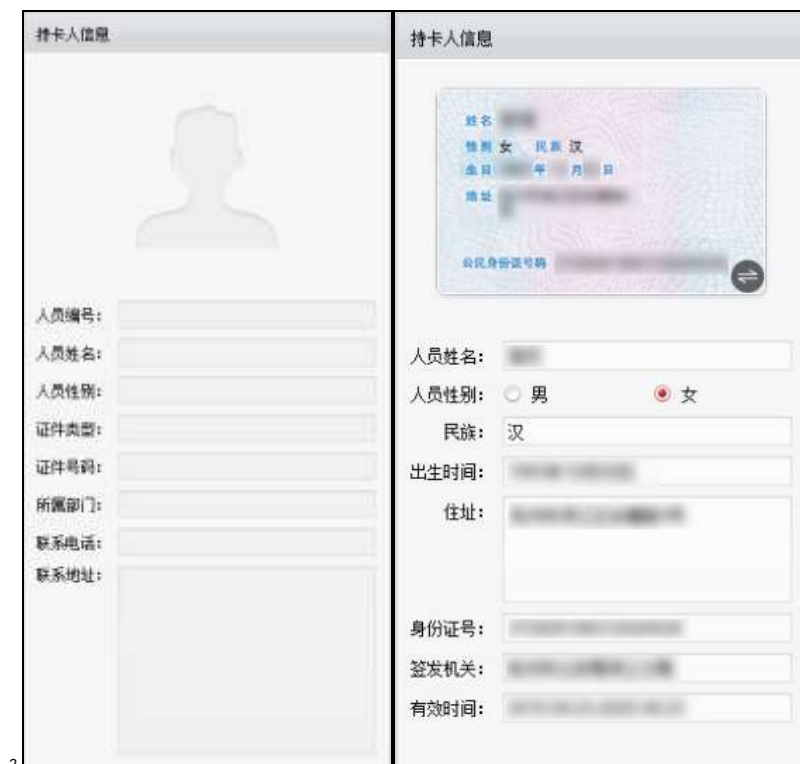 持卡人信息
人员编号：
人员姓名：
人员性别：
证件类型：
证件号码：
所属部门：
联系电话：
联系地址：
持卡人信息
姓名
性别 女 民族 汉
生日 年 月 日
地址
公民身份证号码
人员姓名：
人员性别： 男 女
民族： 汉
出生时间：
住址：
身份证号：
签发机关：
有效时间：
2